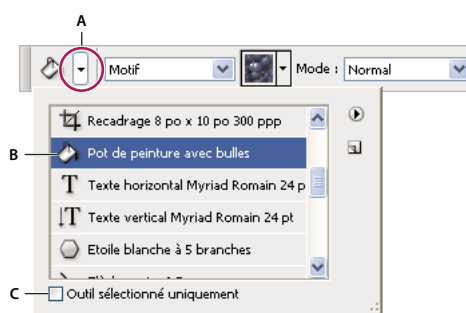 A
Motif
Mode :
Normal
Recadrage 8 po x 10 po 300 ppp
B
Pot de peinture avec bulles
Texte horizontal Myriad Romain 24 p
Texte vertical Myriad Romain 24 pt
Etoile blanche à 5 branches
C
Outil sélectionné uniquement